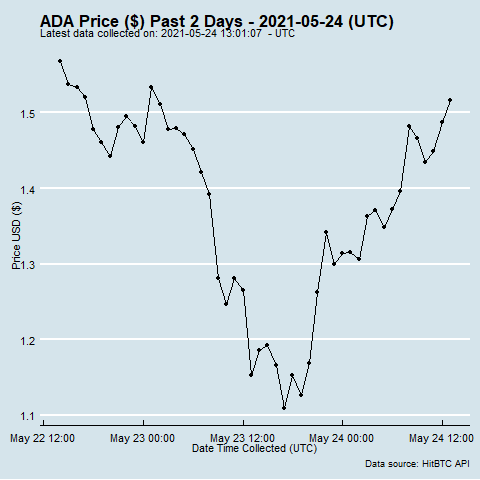 ADA Price ($) Past 2 Days - 2021-05-24 (UTC)
Latest data collected on: 2021-05-24 13:01:07 - UTC
1.5
1.4
1.3
1.2
1.1
Price USD ($)
May 22 12:00
May 23 00:00
May 23 12:00
May 24 00:00
May 24 12:00
Date Time Collected (UTC)
Data source: HitBTC API